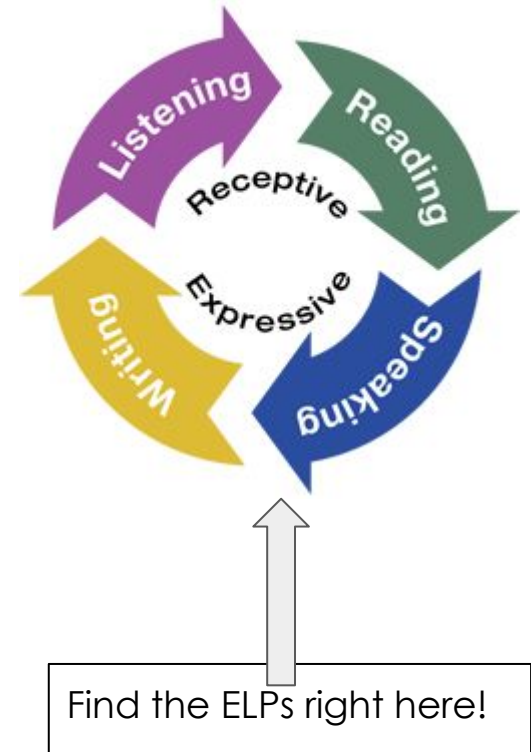 Listening
Reading
Receptive
Expressive
Writing
Speaking
Find the ELPs right here!